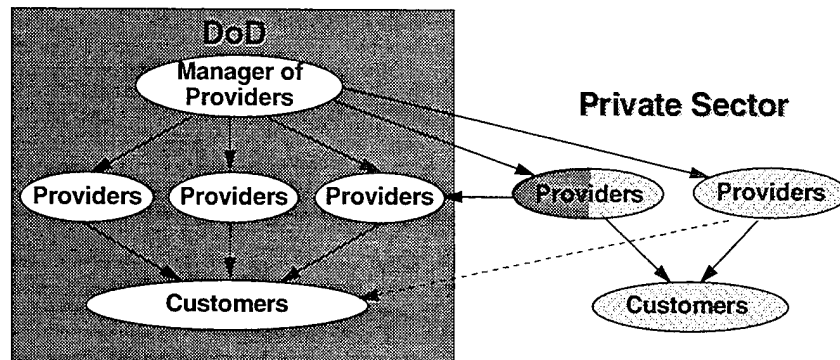 DoD
Manager of
Providers
Private Sector
Providers
Providers
Providers
Providers
Providers
Customers
Customers